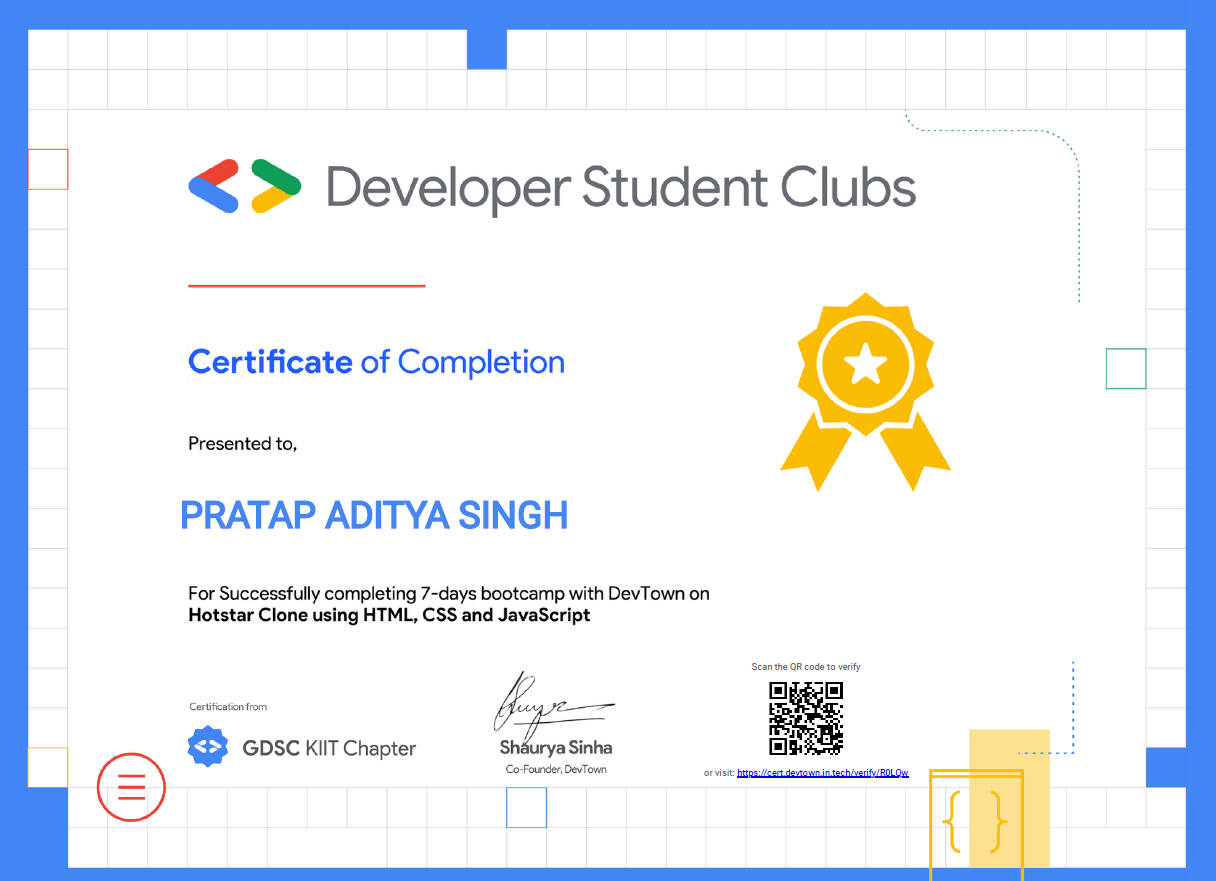 Developer Student Clubs
Certificate of Completion
Presented to,
PRATAP ADITYA SINGH
For Successfully completing 7-days bootcamp with DevTown on
Hotstar Clone using HTML, CSS and JavaScript
Scan the QR code to verify
Certification from
GDSC KIIT Chapter
Shaurya Sinha
Co-Founder, DevTown
or visit: https://cert.devtown.in.tech/verify/R0LQw